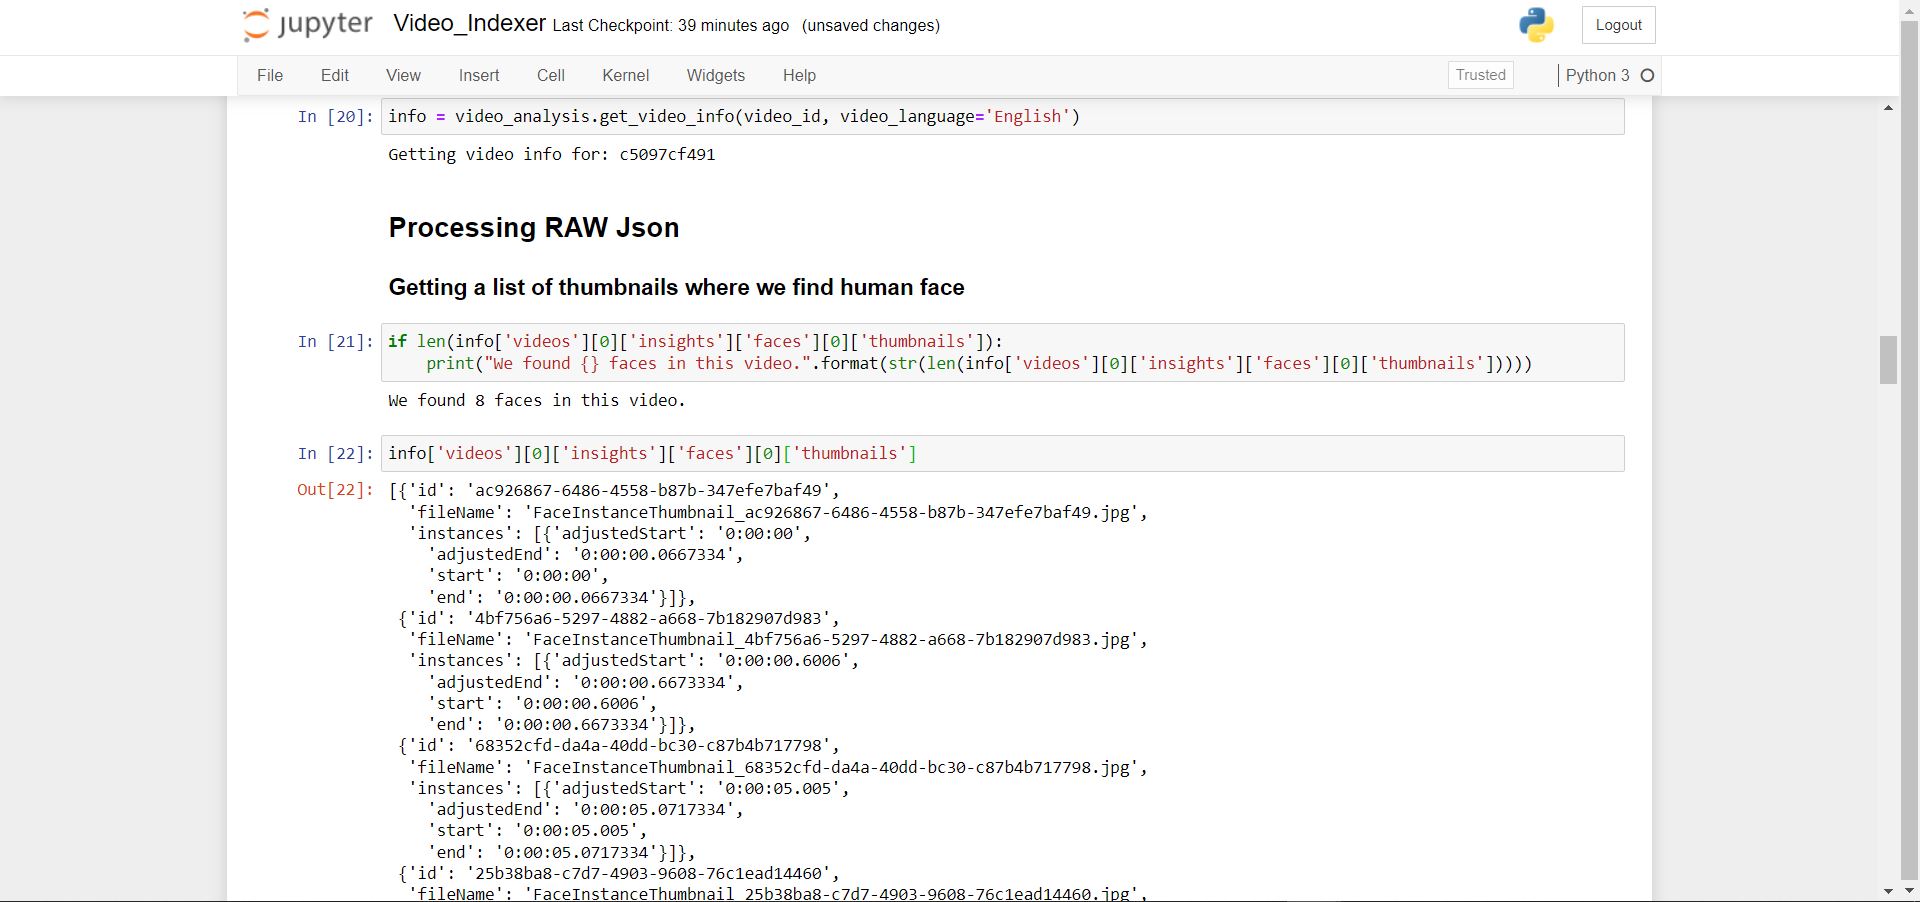 jupyter Video_Indexer Last Checkpoint: 39 minutes ago (unsaved changes) Logout
File Edit View Insert Cell Kernel Widgets Help Trusted Python 3
In [20]: info = video_analysis.get_video_info(video_id, video_language='English')
Getting video info for: c5097cf491
Processing RAW Json
Getting a list of thumbnails where we find human face
In [21]: if len(info['videos'][0]['insights']['faces'][0]['thumbnails']):
    print("We found {} faces in this video.".format(str(len(info['videos'][0]['insights']['faces'][0]['thumbnails']))))
We found 8 faces in this video.
In [22]: info['videos'][0]['insights']['faces'][0]['thumbnails']
Out[22]: [{'id': 'ac926867-6486-4558-b87b-347efe7baf49',
  'fileName': 'FaceInstanceThumbnail_ac926867-6486-4558-b87b-347efe7baf49.jpg',
  'instances': [{'adjustedStart': '0:00:00',
    'adjustedEnd': '0:00:00.0667334',
    'start': '0:00:00',
    'end': '0:00:00.0667334'}]},
 {'id': '4bf756a6-5297-4882-a668-7b182907d983',
  'fileName': 'FaceInstanceThumbnail_4bf756a6-5297-4882-a668-7b182907d983.jpg',
  'instances': [{'adjustedStart': '0:00:00.6006',
    'adjustedEnd': '0:00:00.6673334',
    'start': '0:00:00.6006',
    'end': '0:00:00.6673334'}]},
 {'id': '68352cfd-da4a-40dd-bc30-c87b4b717798',
  'fileName': 'FaceInstanceThumbnail_68352cfd-da4a-40dd-bc30-c87b4b717798.jpg',
  'instances': [{'adjustedStart': '0:00:05.005',
    'adjustedEnd': '0:00:05.0717334',
    'start': '0:00:05.005',
    'end': '0:00:05.0717334'}]},
 {'id': '25b38ba8-c7d7-4903-9608-76c1ead14460',
  'fileName': 'FaceInstanceThumbnail_25b38ba8-c7d7-4903-9608-76c1ead14460.jpg',